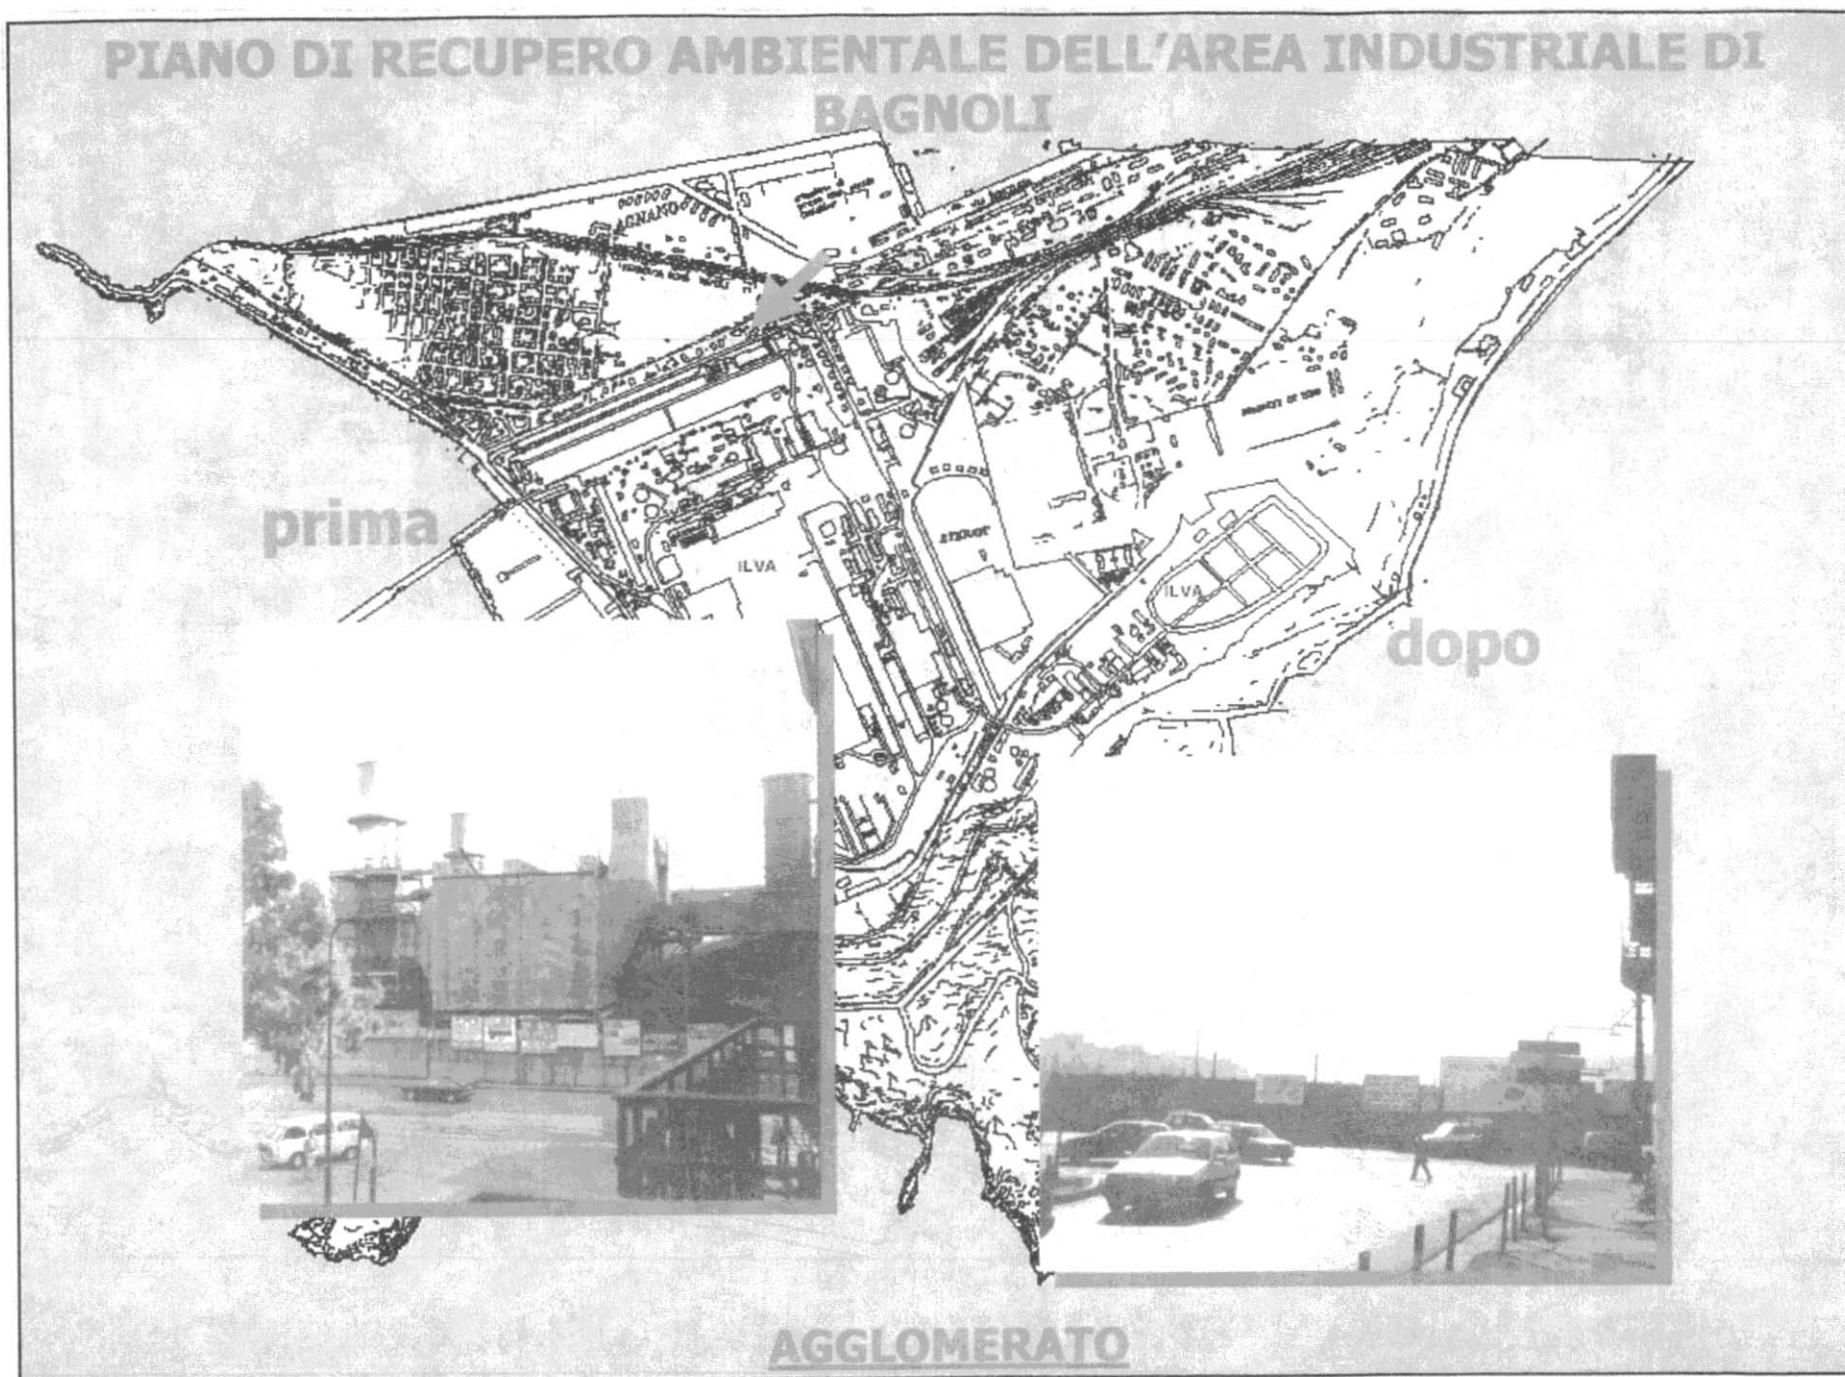 PIANO DI RECUPERO AMBIENTALE DELL'AREA INDUSTRIALE DI
BAGNOLI
AGNANO
prima
ILVA
ILVA
dopo
AGGLOMERATO